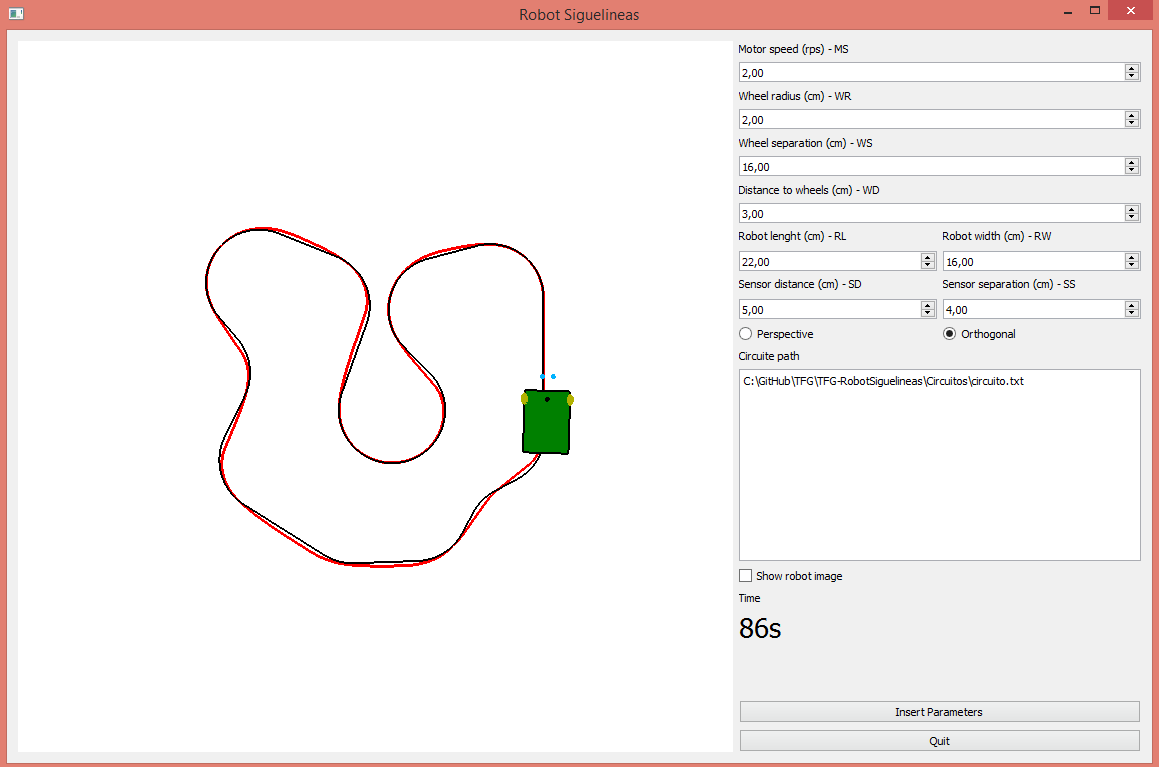 Robot Siguelineas
Motor speed (rps) - MS
2,00
Wheel radius (cm) - WR
2,00
Wheel separation (cm) - WS
16,00
Distance to wheels (cm) - WD
3,00
Robot lenght (cm) - RL
Robot width (cm) - RW
22,00
16,00
Sensor distance (cm) - SD
Sensor separation (cm) - SS
5,00
4,00
Perspective
Orthogonal
Circuite path
C:\GitHub\TFG\TFG-RobotSiguelineas\Circuitos\circuito.txt
Show robot image
Time
86s
Insert Parameters
Quit